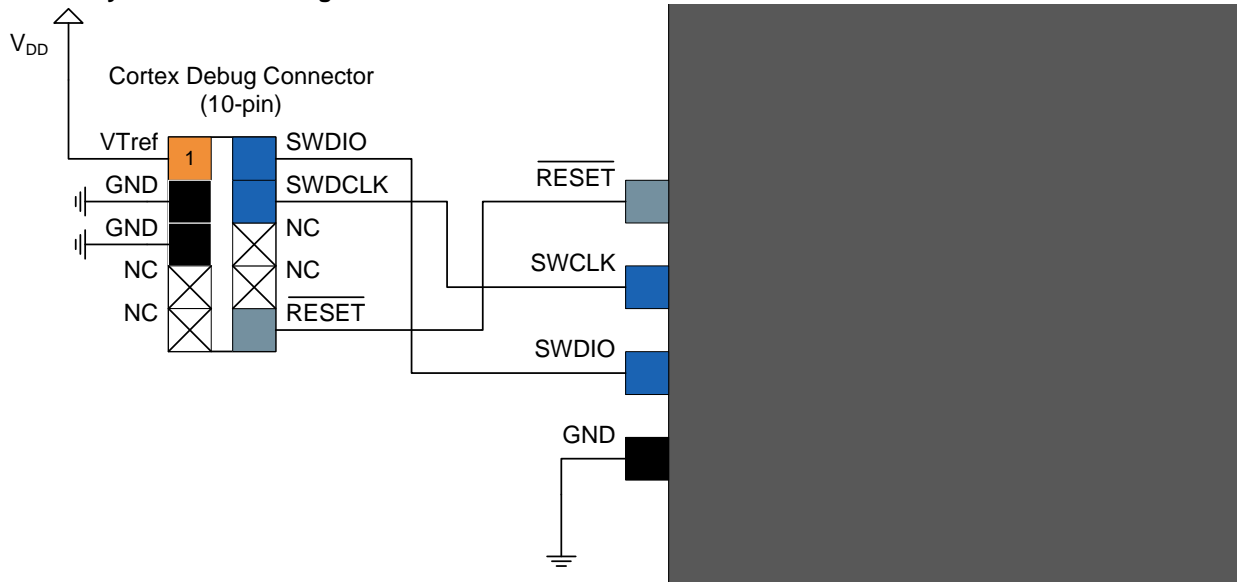 V_DD
Cortex Debug Connector
(10-pin)
VTref
1
SWDIO
GND
SWDCLK
GND
NC
NC
NC
NC
RESET
RESET
SWCLK
SWDIO
GND